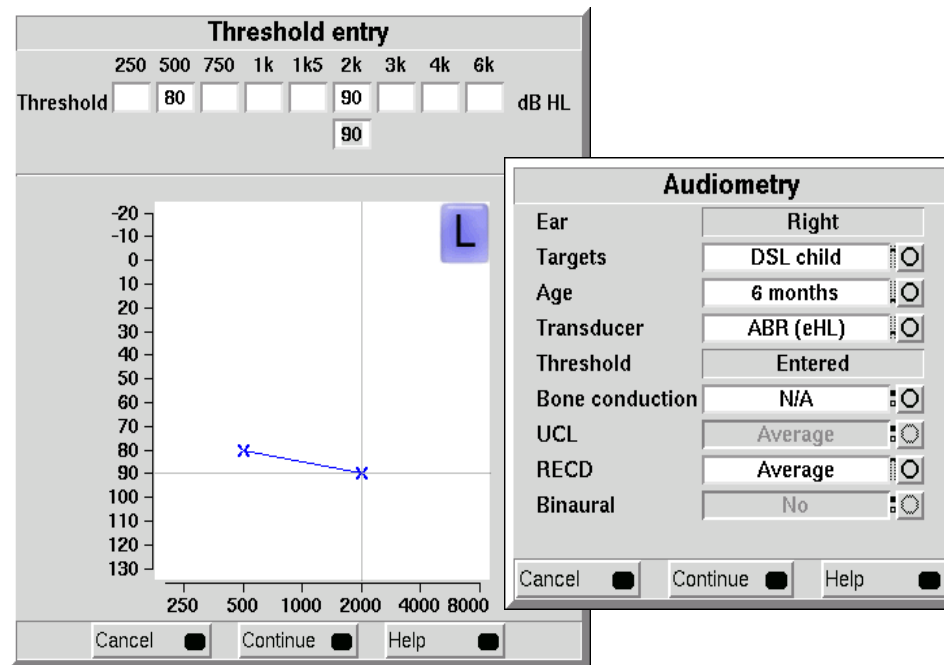 Threshold entry
250 500 750 1k 1k5 2k 3k 4k 6k
Threshold 80 90 dB HL
90
L
-20
-10
0
10
20
30
40
50
60
70
80
90
100
110
120
130
250 500 1000 2000 4000 8000
Cancel Continue Help
Audiometry
Ear Right
Targets DSL child
Age 6 months
Transducer ABR (eHL)
Threshold Entered
Bone conduction N/A
UCL Average
RECD Average
Binaural No
Cancel Continue Help